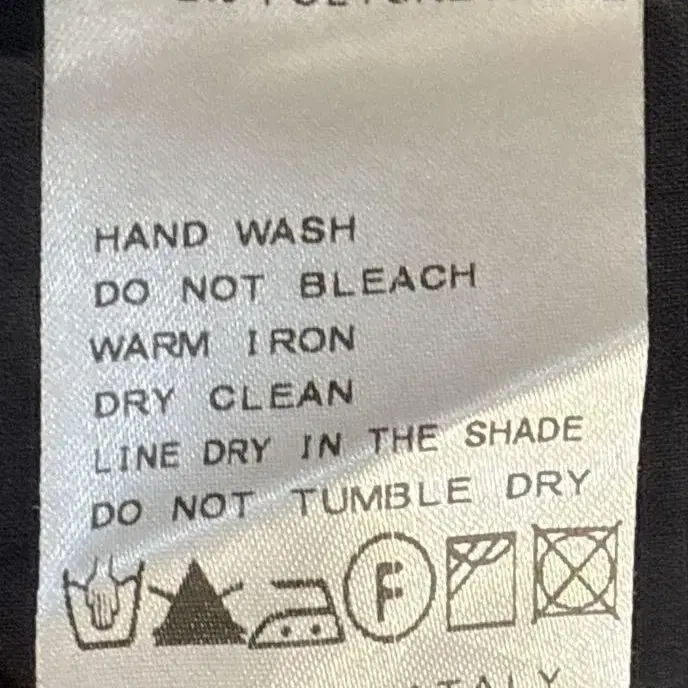 HAND WASH
DO NOT BLEACH
WARM IRON
DRY CLEAN
LINE DRY IN THE SHADE
DO NOT TUMBLE DRY
F